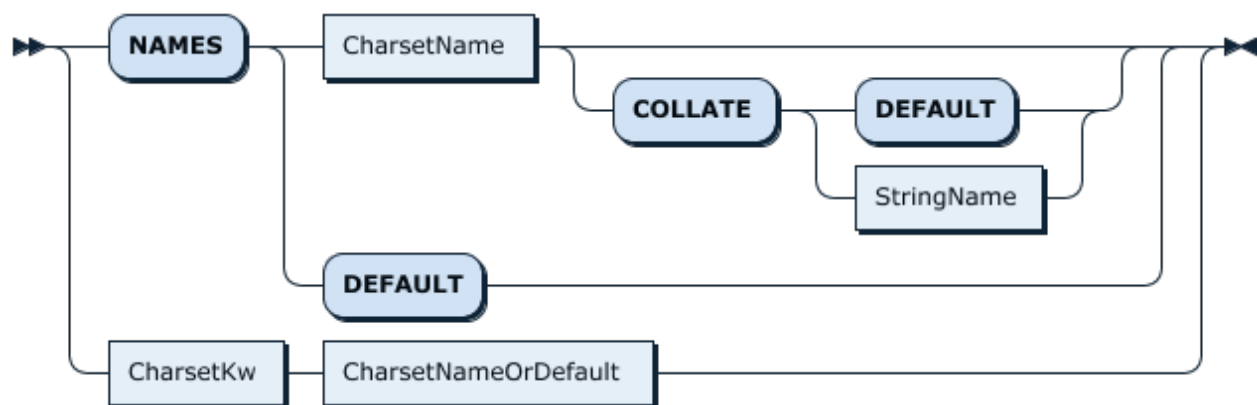 NAMES CharsetName
COLLATE DEFAULT
StringName
DEFAULT
CharsetKw CharsetNameOrDefault